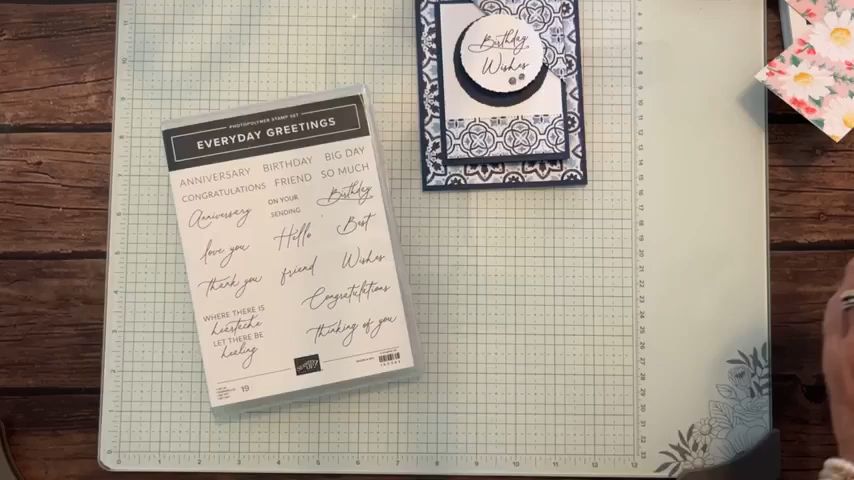 PHOTOPOLYMER STAMP SET
EVERYDAY GREETINGS
ANNIVERSARY BIRTHDAY BIG DAY
CONGRATULATIONS FRIEND SO MUCH
Anniversary ON YOUR Birthday
SENDING
love you Hello Best
thank you friend Wishes
WHERE THERE IS Congratulations
heartache
LET THERE BE thinking of you
healing
STAMPIN' UP!
19
Birthday
Wishes